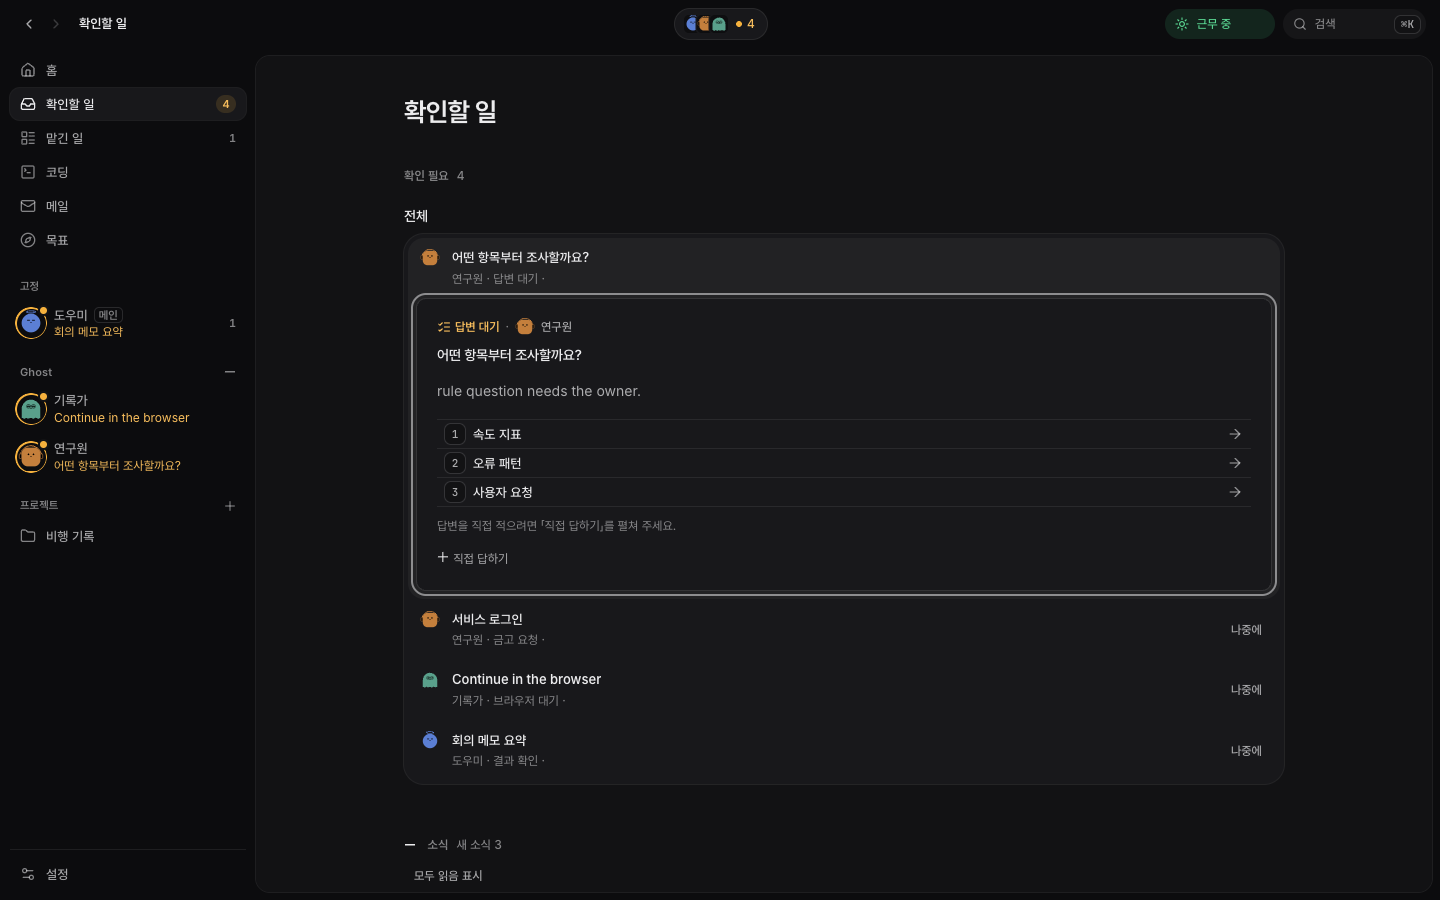 확인할 일
4
근무 중
검색
⌘K
홈
확인할 일
4
맡긴 일
1
코딩
메일
목표
고정
도우미 메인
회의 메모 요약
1
Ghost
기록가
Continue in the browser
연구원
어떤 항목부터 조사할까요?
프로젝트
비행 기록
설정
확인할 일
확인 필요 4
전체
어떤 항목부터 조사할까요?
연구원 · 답변 대기 ·
답변 대기 · 연구원
어떤 항목부터 조사할까요?
rule question needs the owner.
1 속도 지표
2 오류 패턴
3 사용자 요청
답변을 직접 적으려면 「직접 답하기」를 펼쳐 주세요.
직접 답하기
서비스 로그인
연구원 · 금고 요청 ·
나중에
Continue in the browser
기록가 · 브라우저 대기 ·
나중에
회의 메모 요약
도우미 · 결과 확인 ·
나중에
소식 새 소식 3
모두 읽음 표시